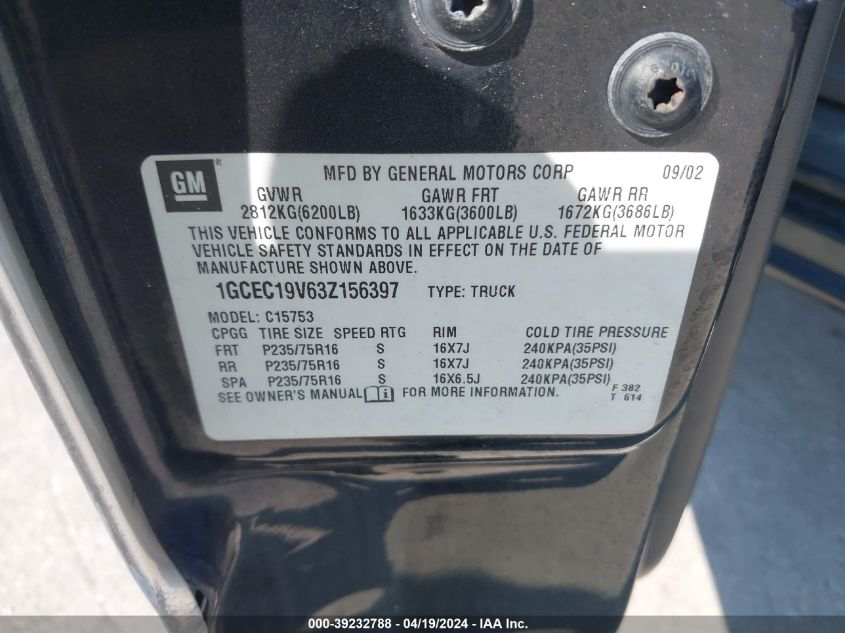 GM ® MFD BY GENERAL MOTORS CORP 09/02
GVWR GAWR FRT GAWR RR
2812KG(6200LB) 1633KG(3600LB) 1672KG(3686LB)
THIS VEHICLE CONFORMS TO ALL APPLICABLE U.S. FEDERAL MOTOR
VEHICLE SAFETY STANDARDS IN EFFECT ON THE DATE OF
MANUFACTURE SHOWN ABOVE.
1GCEC19V63Z156397 TYPE: TRUCK
MODEL: C15753
CPGG TIRE SIZE SPEED RTG RIM COLD TIRE PRESSURE
FRT P235/75R16 S 16X7J 240KPA(35PSI)
RR P235/75R16 S 16X7J 240KPA(35PSI)
SPA P235/75R16 S 16X6.5J 240KPA(35PSI)
SEE OWNER'S MANUAL i FOR MORE INFORMATION. F 382
T 614
000-39232788 - 04/19/2024 - IAA Inc.